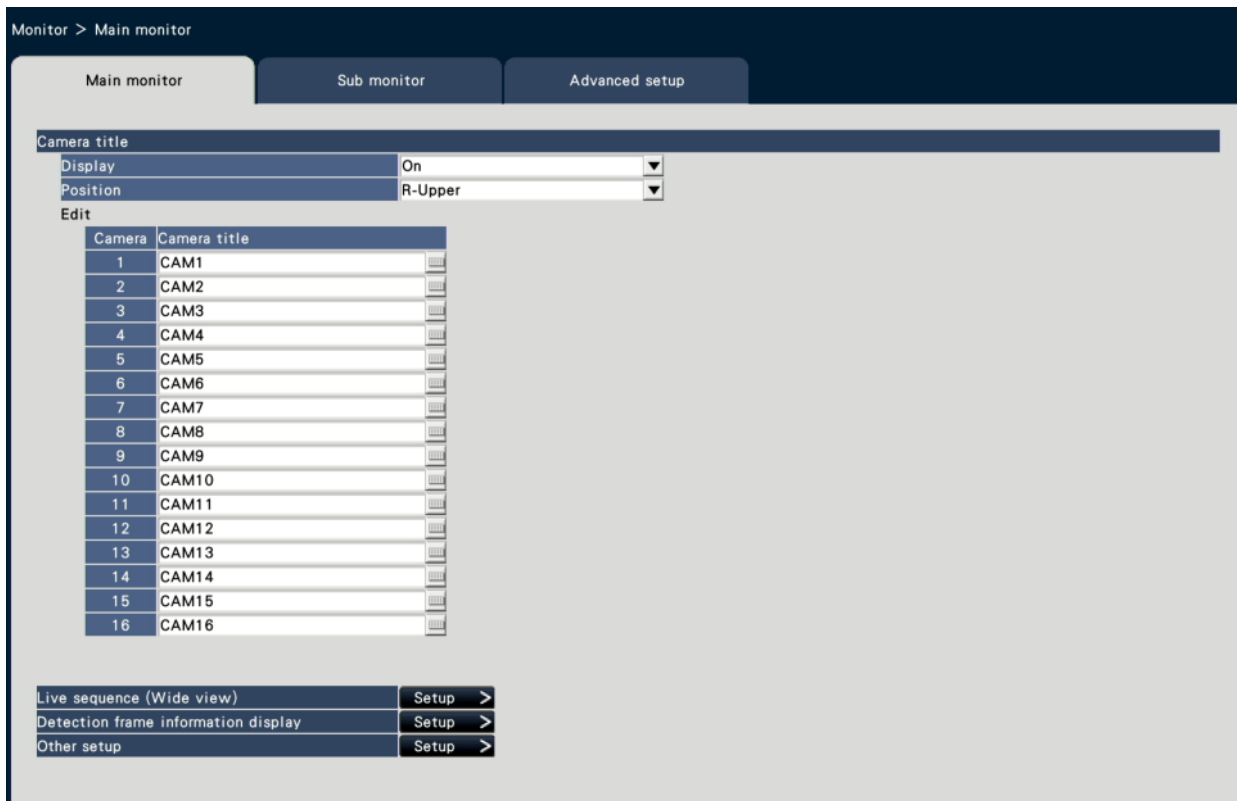 Monitor > Main monitor
Main monitor Sub monitor Advanced setup
Camera title
Display On
Position R-Upper
Edit
Camera Camera title
1 CAM1
2 CAM2
3 CAM3
4 CAM4
5 CAM5
6 CAM6
7 CAM7
8 CAM8
9 CAM9
10 CAM10
11 CAM11
12 CAM12
13 CAM13
14 CAM14
15 CAM15
16 CAM16
Live sequence (Wide view) Setup >
Detection frame information display Setup >
Other setup Setup >